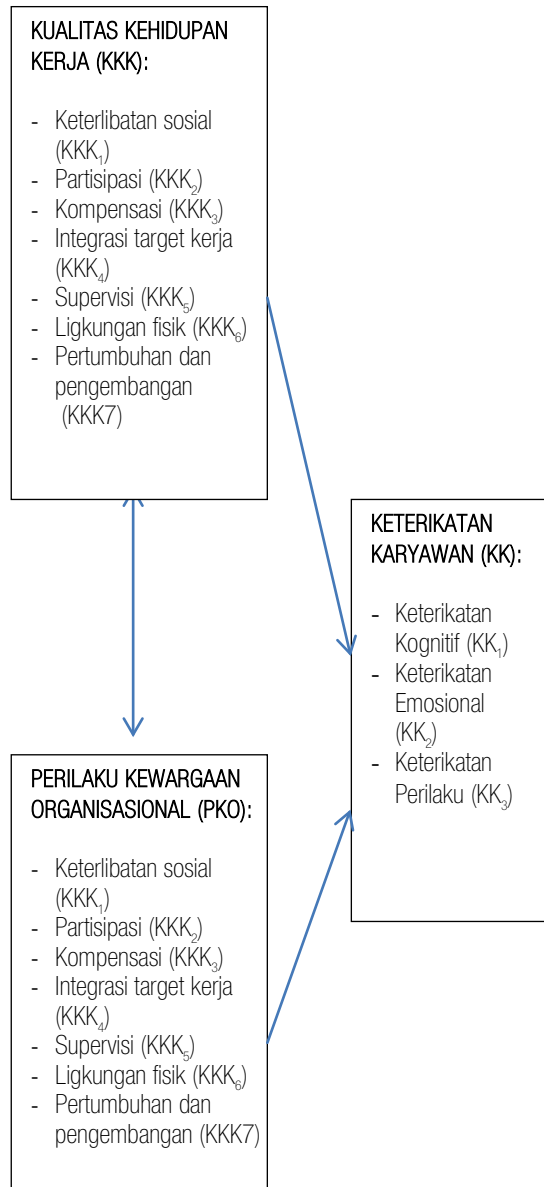 KUALITAS KEHIDUPAN
KERJA (KKK):
- Keterlibatan sosial
(KKK₁)
- Partisipasi (KKK₂)
- Kompensasi (KKK₃)
- Integrasi target kerja
(KKK₄)
- Supervisi (KKK₅)
- Ligkungan fisik (KKK₆)
- Pertumbuhan dan
pengembangan
(KKK7)
KETERIKATAN
KARYAWAN (KK):
- Keterikatan
Kognitif (KK₁)
- Keterikatan
Emosional
(KK₂)
- Keterikatan
Perilaku (KK₃)
PERILAKU KEWARGAAN
ORGANISASIONAL (PKO):
- Keterlibatan sosial
(KKK₁)
- Partisipasi (KKK₂)
- Kompensasi (KKK₃)
- Integrasi target kerja
(KKK₄)
- Supervisi (KKK₅)
- Ligkungan fisik (KKK₆)
- Pertumbuhan dan
pengembangan (KKK7)